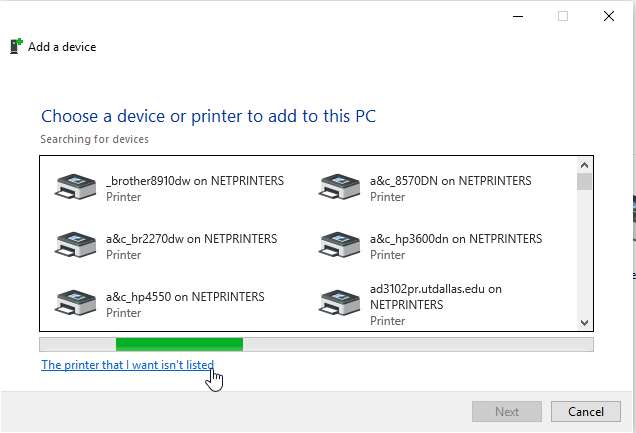 Add a device
Choose a device or printer to add to this PC
Searching for devices
_brother8910dw on NETPRINTERS
Printer
a&c_8570DN on NETPRINTERS
Printer
a&c_br2270dw on NETPRINTERS
Printer
a&c_hp3600dn on NETPRINTERS
Printer
a&c_hp4550 on NETPRINTERS
Printer
ad3102pr.utdallas.edu on
NETPRINTERS
Printer
The printer that I want isn't listed
Next
Cancel